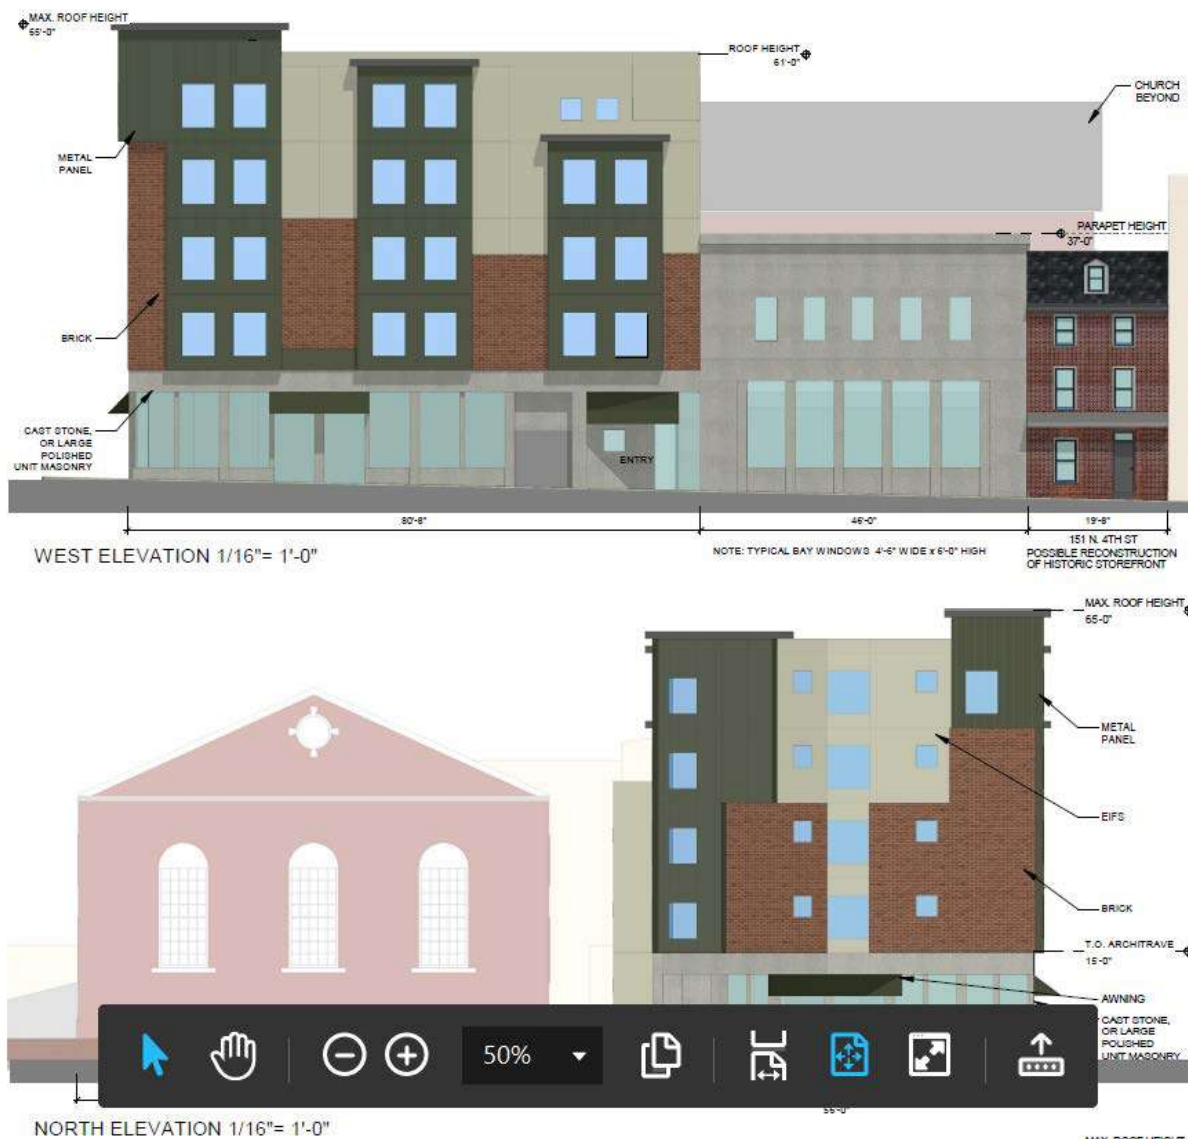 MAX. ROOF HEIGHT
65'-0"
ROOF HEIGHT
61'-0"
CHURCH
BEYOND
METAL
PANEL
PARAPET HEIGHT
37'-0"
BRICK
CAST STONE,
OR LARGE
POLISHED
UNIT MASONRY
ENTRY
80'-6"
46'-0"
19'-6"
WEST ELEVATION 1/16"= 1'-0"
NOTE: TYPICAL BAY WINDOWS 4'-6" WIDE x 6'-0" HIGH
151 N. 4TH ST
POSSIBLE RECONSTRUCTION
OF HISTORIC STOREFRONT
MAX. ROOF HEIGHT
65'-0"
METAL
PANEL
EIFS
BRICK
T.O. ARCHITRAVE
15'-0"
AWNING
CAST STONE,
OR LARGE
POLISHED
UNIT MASONRY
50%
NORTH ELEVATION 1/16"= 1'-0"